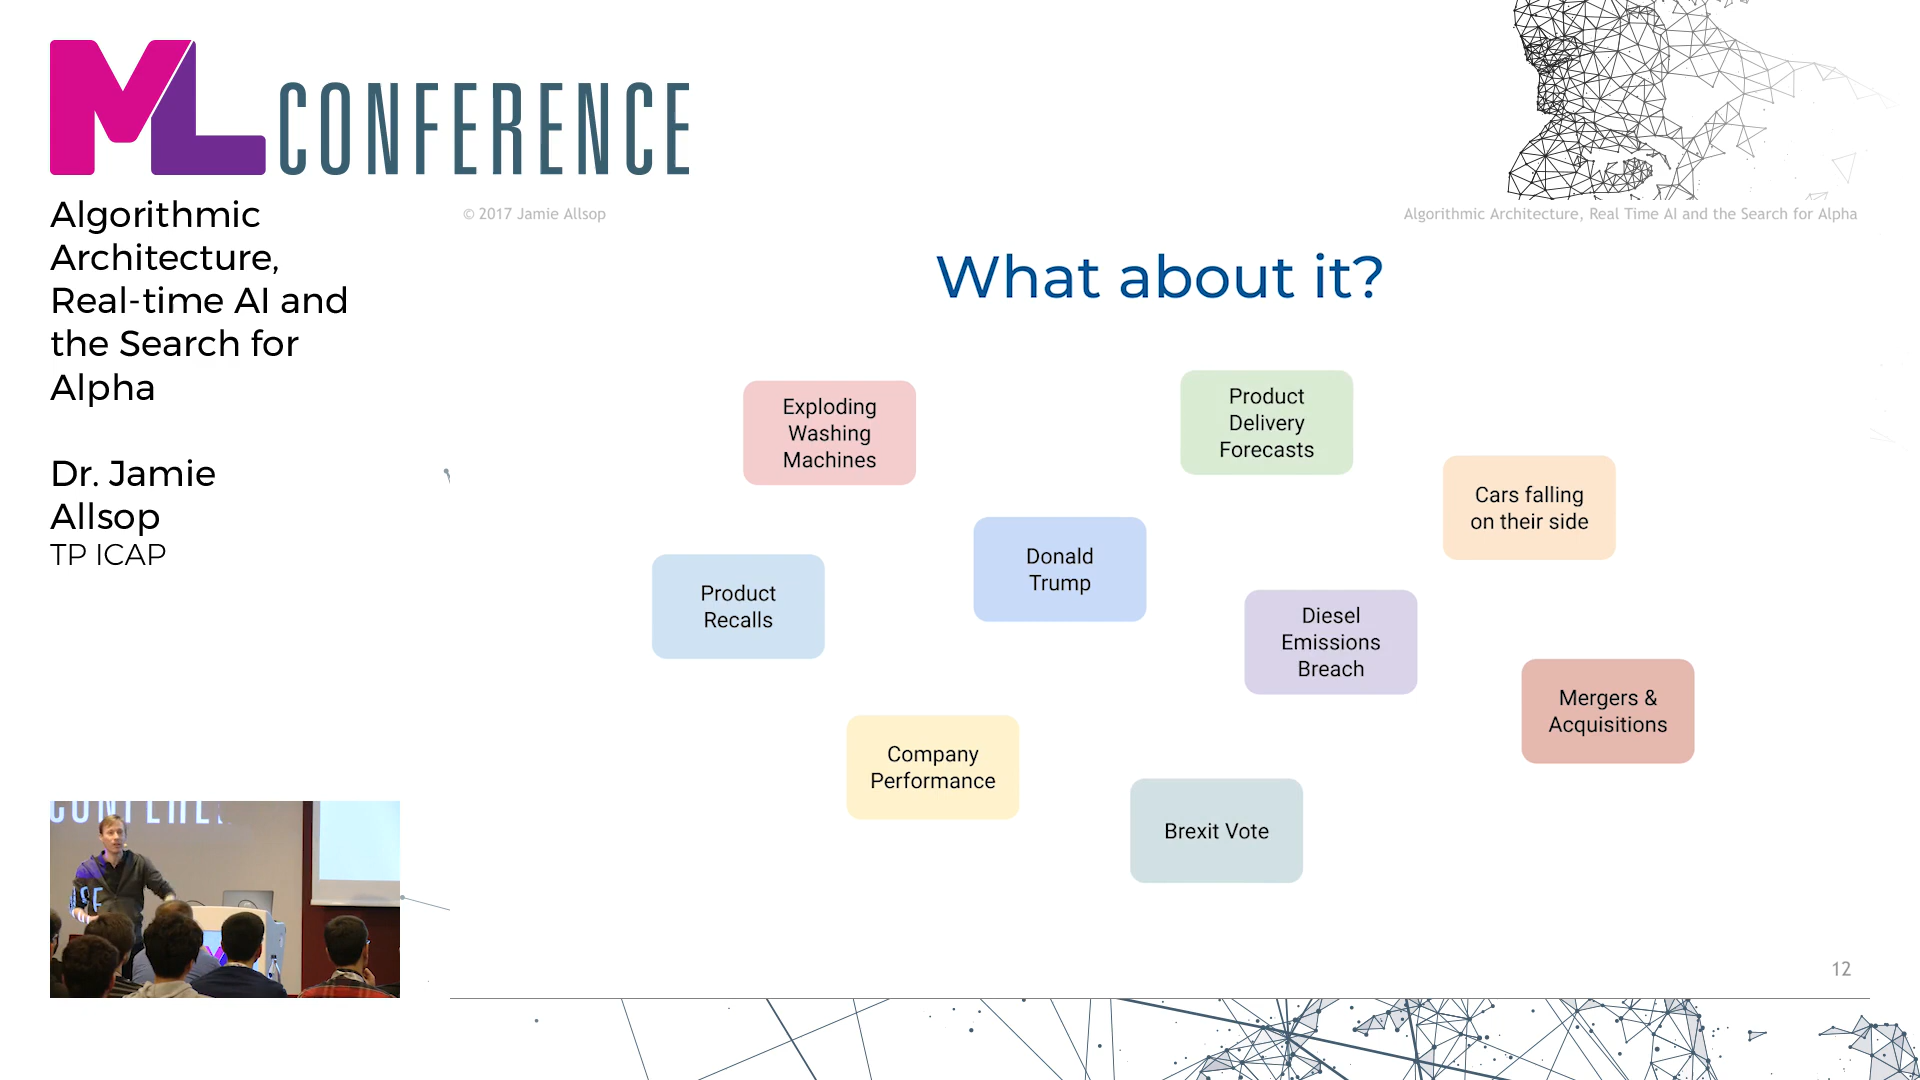 ML CONFERENCE
Algorithmic
Architecture,
Real-time AI and
the Search for
Alpha
Dr. Jamie
Allsop
TP ICAP
© 2017 Jamie Allsop
Algorithmic Architecture, Real Time AI and the Search for Alpha
What about it?
Exploding
Washing
Machines
Product
Delivery
Forecasts
Cars falling
on their side
Donald
Trump
Product
Recalls
Diesel
Emissions
Breach
Mergers &
Acquisitions
Company
Performance
Brexit Vote
12